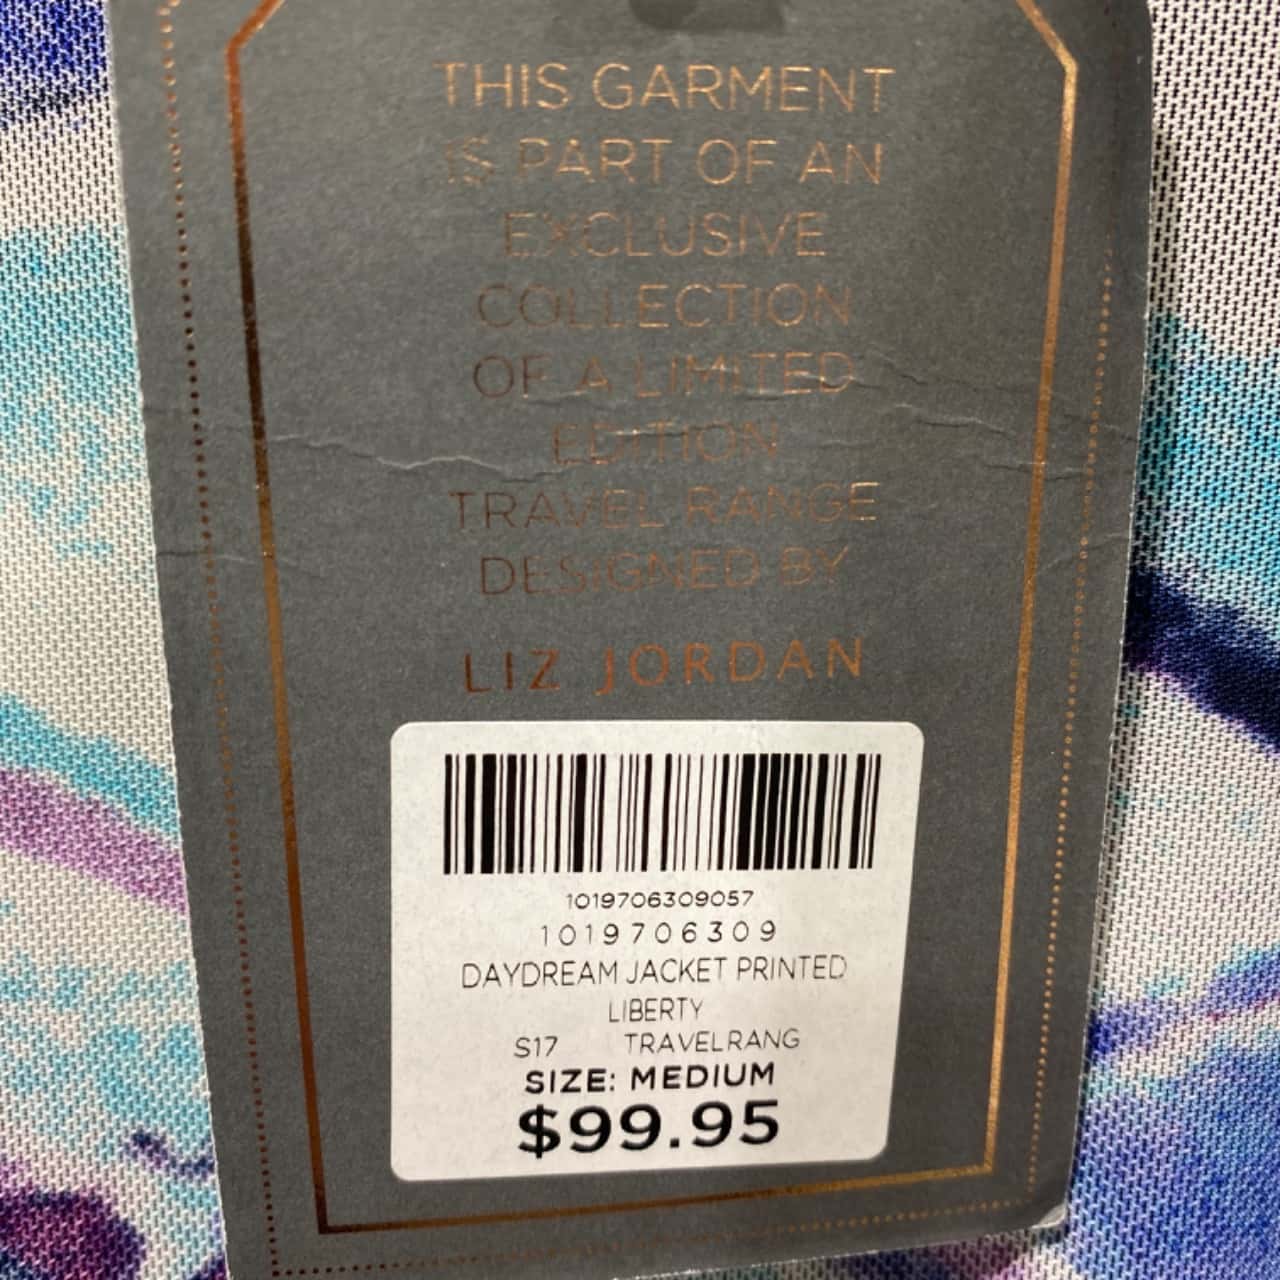 THIS GARMENT
IS PART OF AN
EXCLUSIVE
COLLECTION
OF A LIMITED
EDITION
TRAVEL RANGE
DESIGNED BY
LIZ JORDAN
1019706309057
1019706309
DAYDREAM JACKET PRINTED
LIBERTY
S17 TRAVELRANG
SIZE: MEDIUM
$99.95